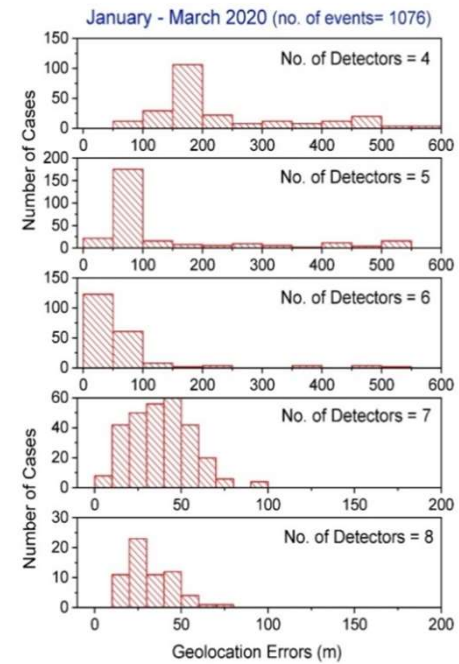 January - March 2020 (no. of events= 1076)
No. of Detectors = 4
150
100
50
0
0 100 200 300 400 500 600
Number of Cases
No. of Detectors = 5
200
150
100
50
0
0 100 200 300 400 500 600
No. of Detectors = 6
150
100
50
0
0 100 200 300 400 500 600
No. of Detectors = 7
60
40
20
0
0 50 100 150 200
Number of Cases
No. of Detectors = 8
30
20
10
0
0 50 100 150 200
Geolocation Errors (m)